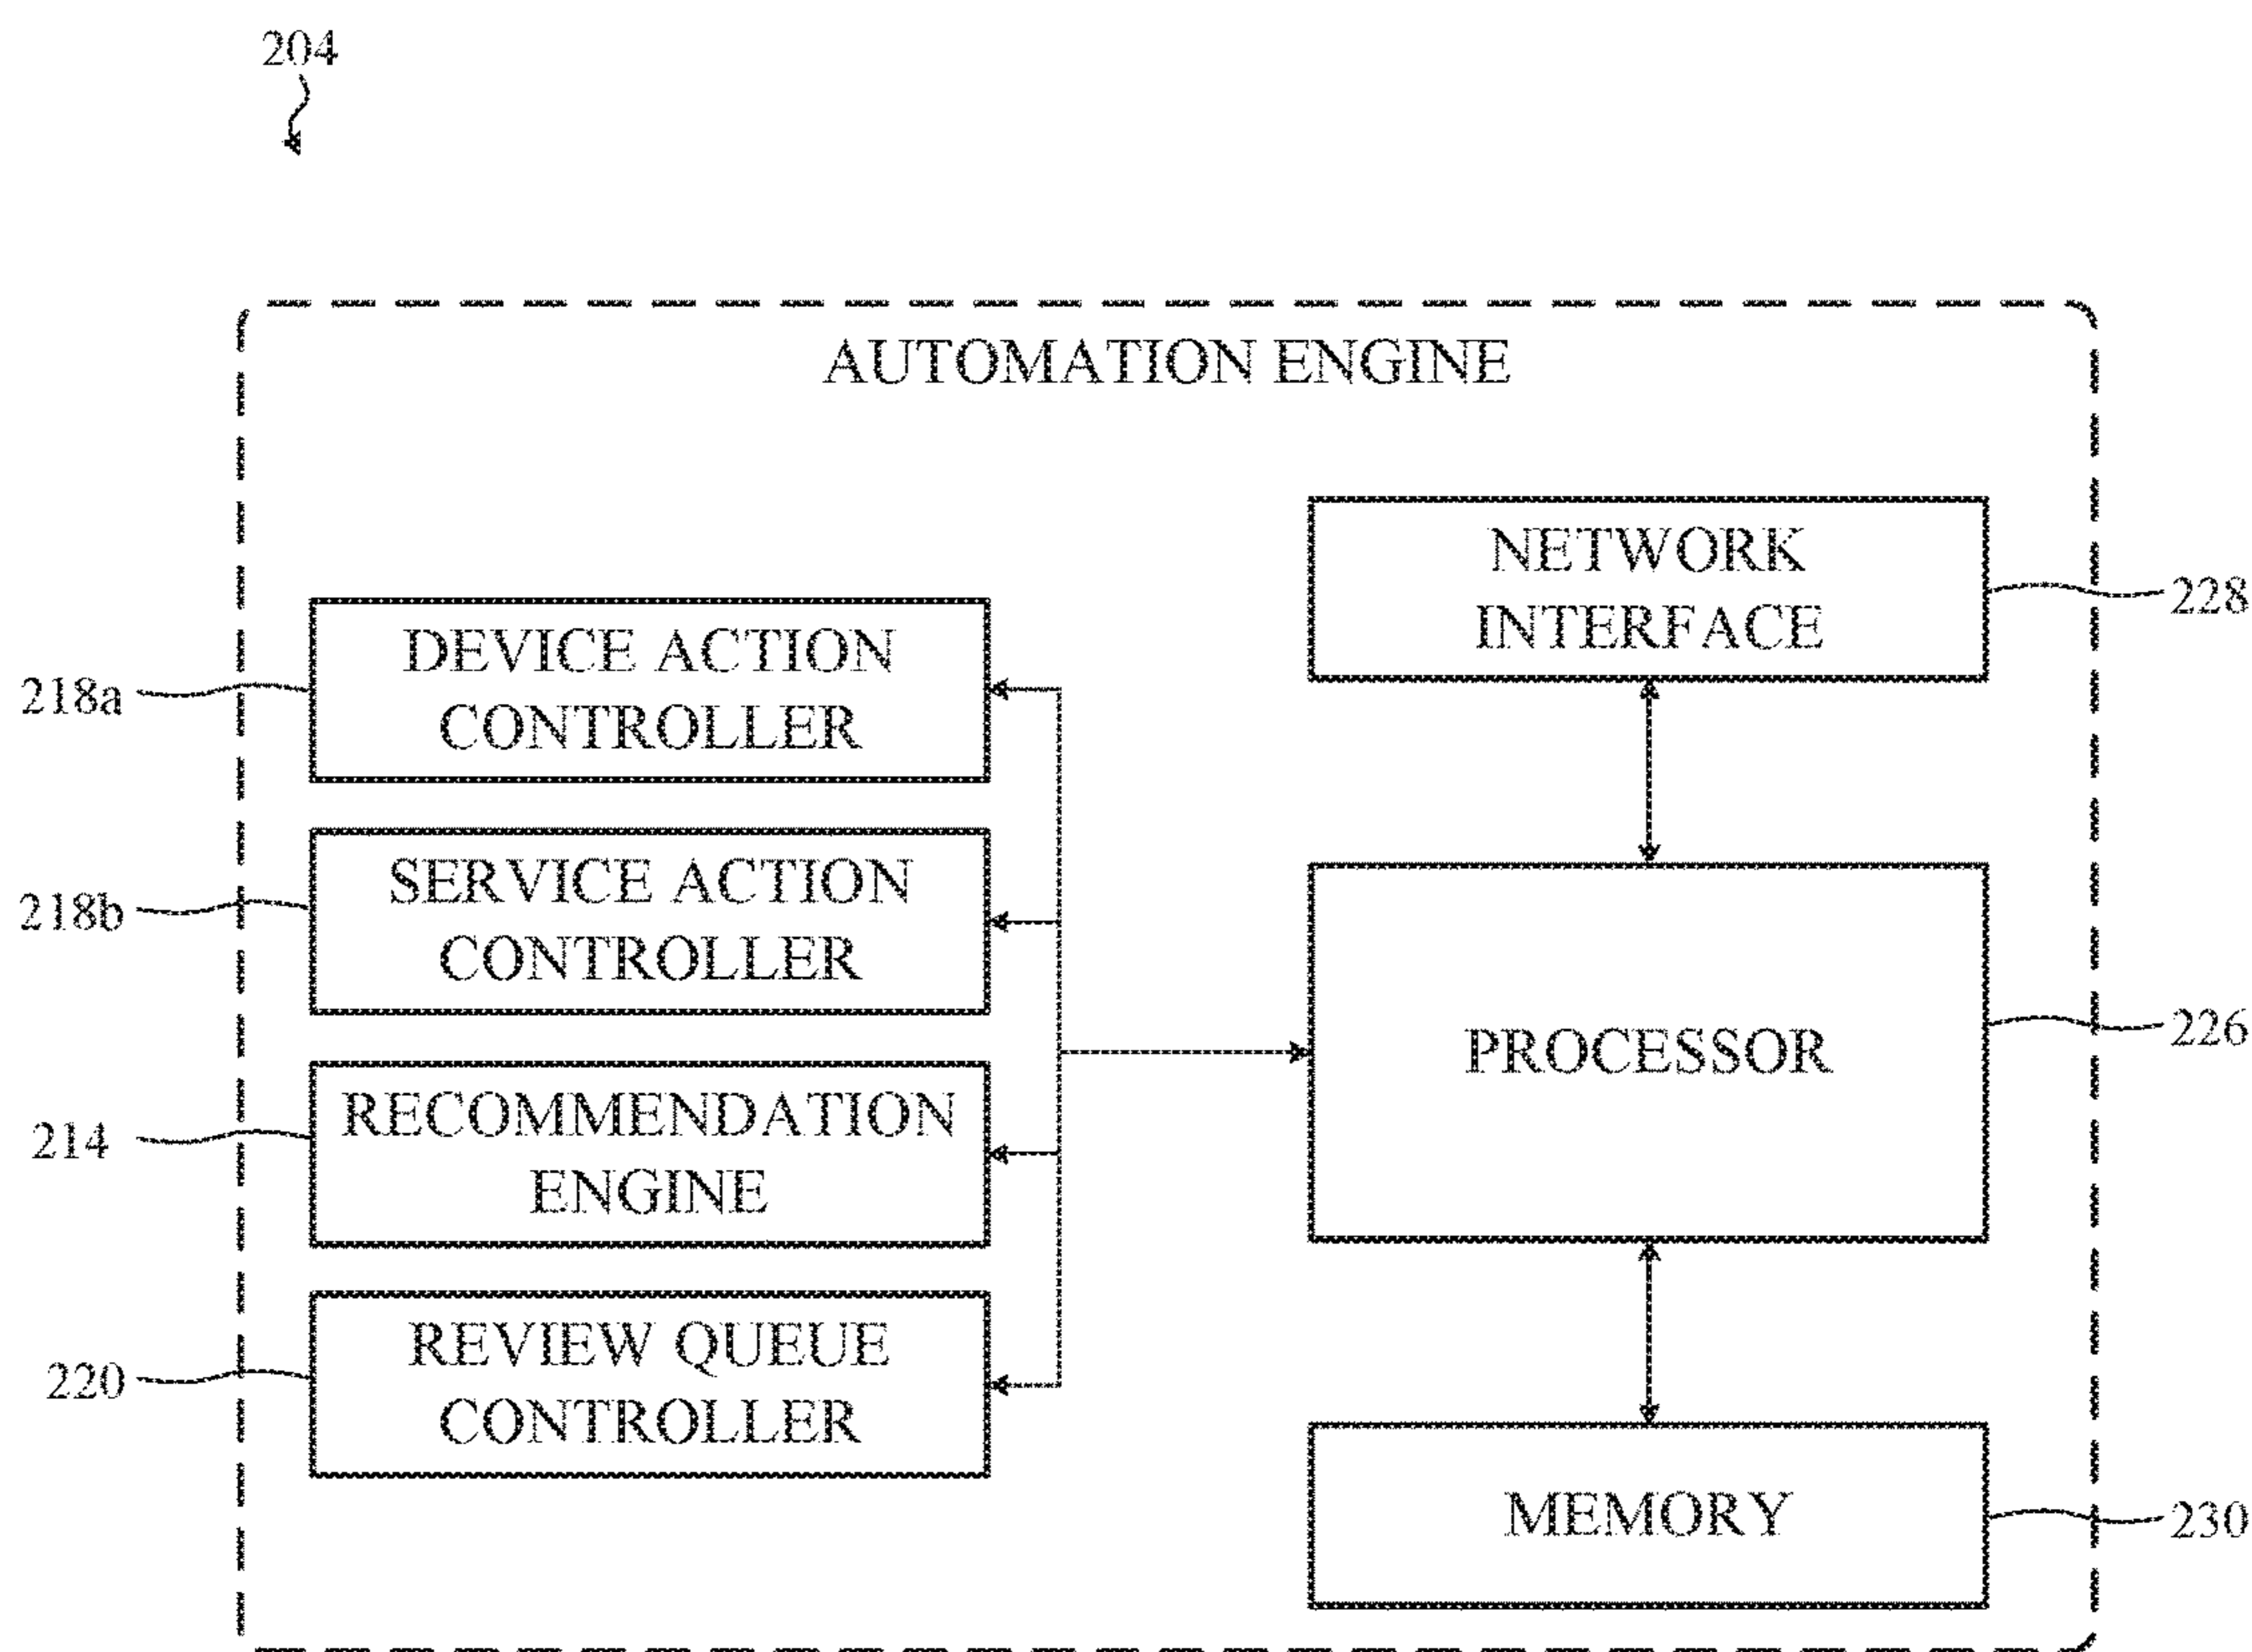 204
AUTOMATION ENGINE
NETWORK
INTERFACE
228
DEVICE ACTION
CONTROLLER
218a
SERVICE ACTION
CONTROLLER
218b
PROCESSOR
226
RECOMMENDATION
ENGINE
214
REVIEW QUEUE
CONTROLLER
220
MEMORY
230